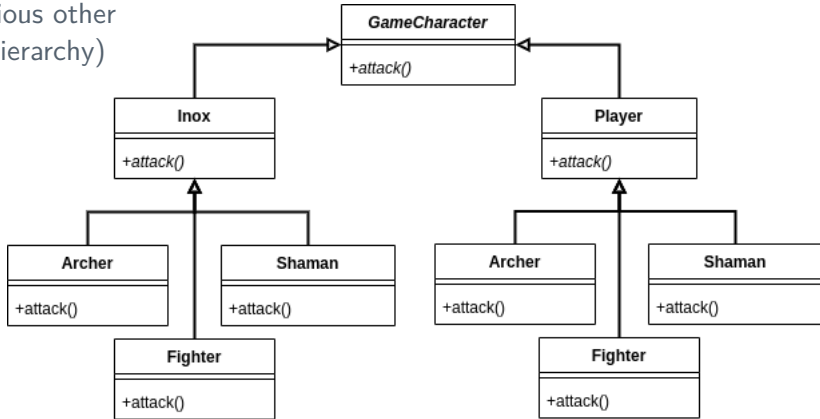 ious other
ierarchy)
GameCharacter
+attack()
Inox
+attack()
Player
+attack()
Archer
+attack()
Shaman
+attack()
Archer
+attack()
Shaman
+attack()
Fighter
+attack()
Fighter
+attack()